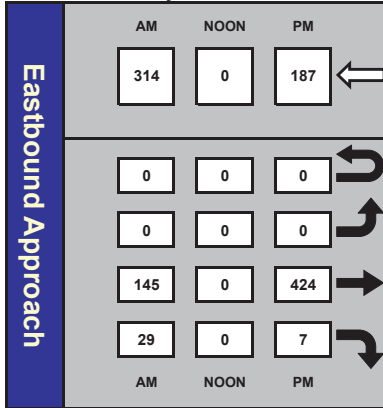 Eastbound Approach
AM NOON PM
314 0 187
0 0 0
0 0 0
145 0 424
29 0 7
AM NOON PM